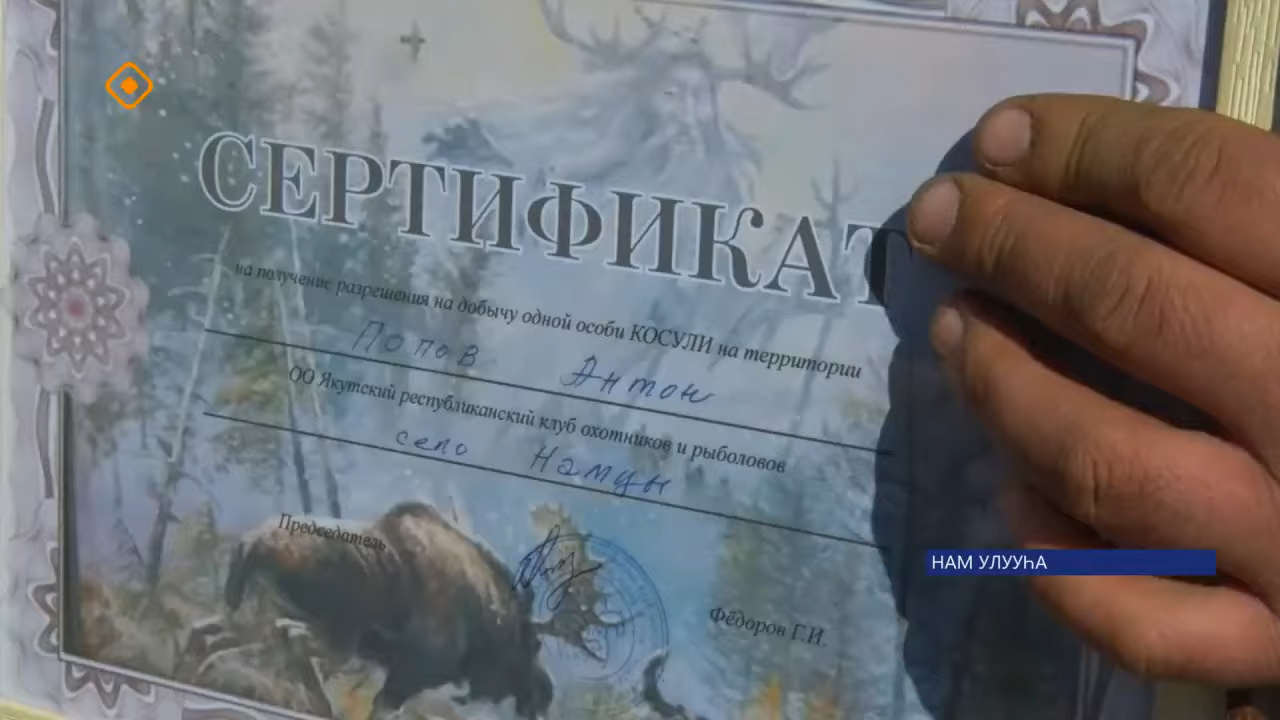 СЕРТИФИКАТ
на получение разрешения на добычу одной особи КОСУЛИ на территории
Попов Антон
ОО Якутский республиканский клуб охотников и рыболовов
село Намцы
Председатель
Фёдоров Г.И.
НАМ УЛУУҺА